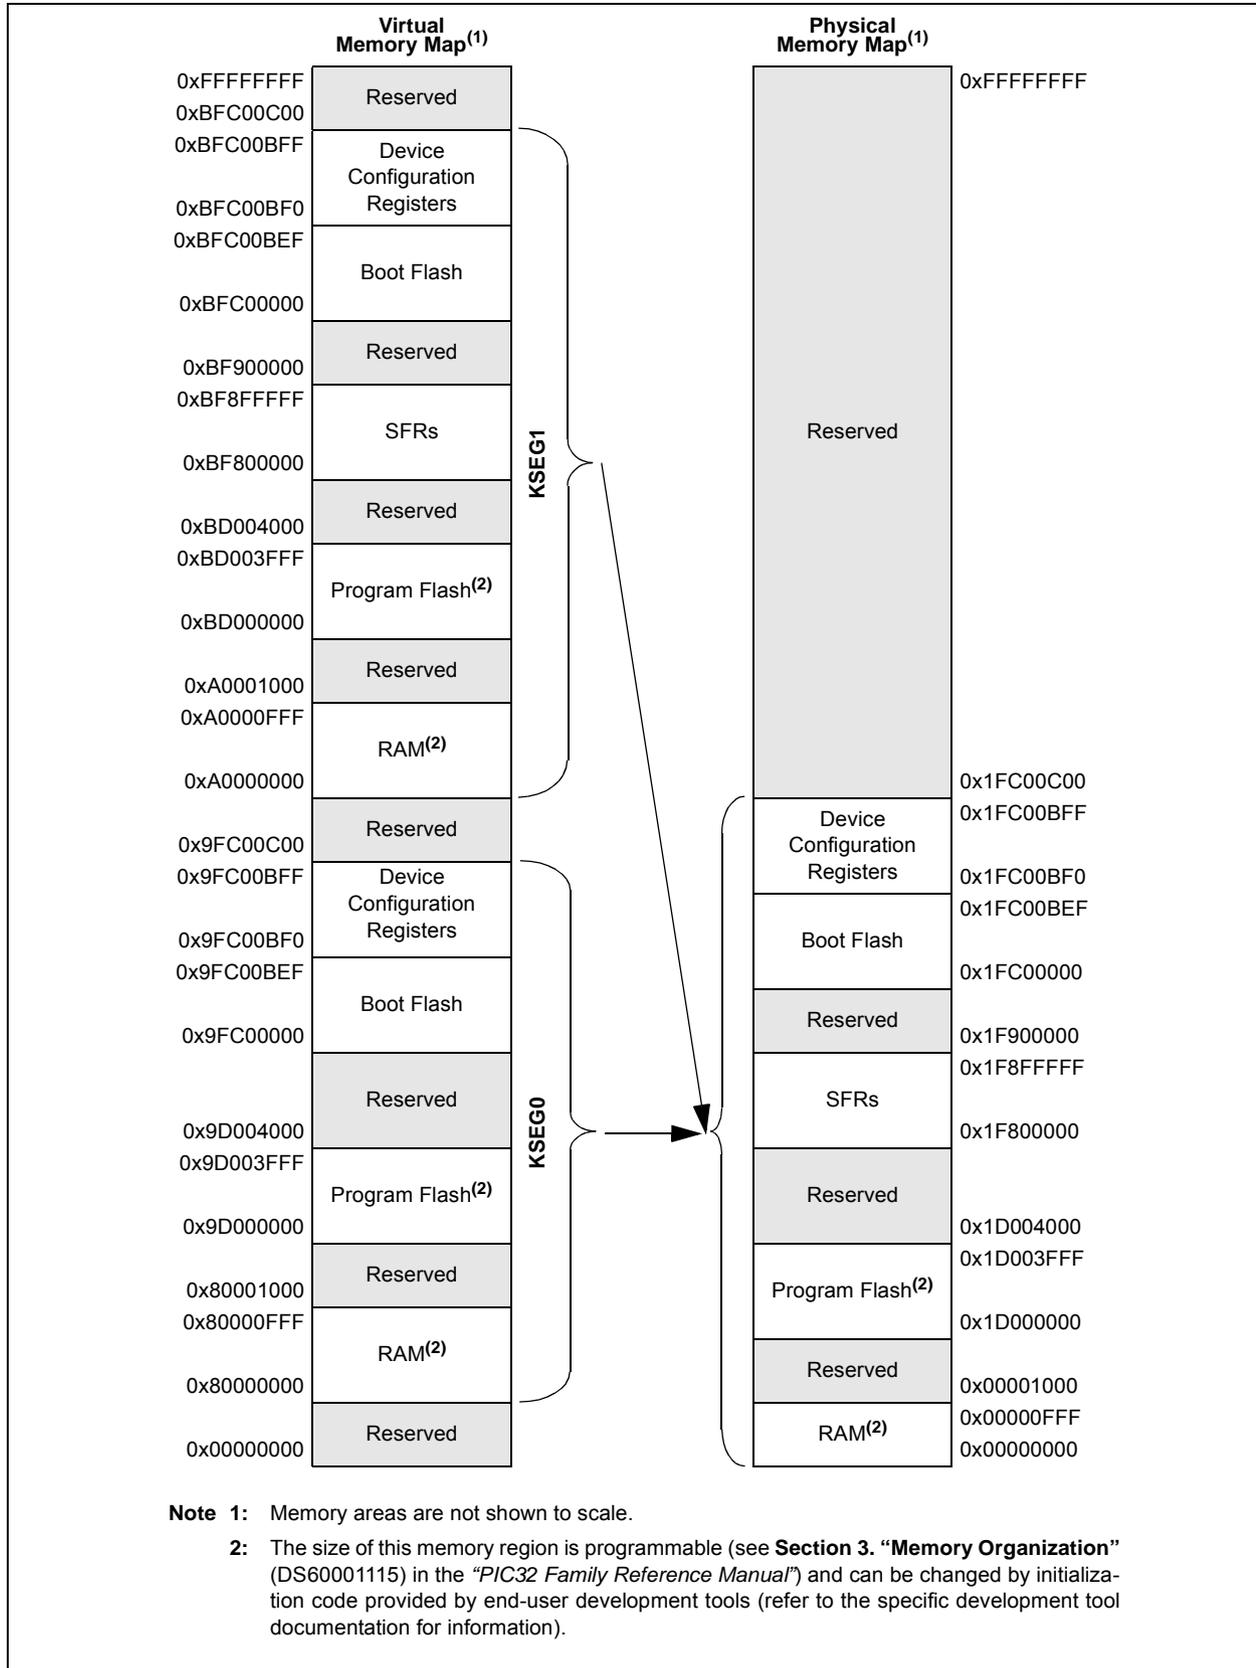 Virtual
Memory Map(1)
Physical
Memory Map(1)
0xFFFFFFFF
Reserved
0xBFC00C00
0xBFC00BFF
Device
Configuration
Registers
0xBFC00BF0
0xBFC00BEF
Boot Flash
0xBFC00000
Reserved
0xBF900000
0xBF8FFFFF
SFRs
0xBF800000
Reserved
0xBD004000
0xBD003FFF
Program Flash(2)
0xBD000000
Reserved
0xA0001000
0xA0000FFF
RAM(2)
0xA0000000
KSEG1
Reserved
0x9FC00C00
0x9FC00BFF
Device
Configuration
Registers
0x9FC00BF0
0x9FC00BEF
Boot Flash
0x9FC00000
Reserved
0x9D004000
0x9D003FFF
Program Flash(2)
0x9D000000
Reserved
0x80001000
0x80000FFF
RAM(2)
0x80000000
KSEG0
Reserved
0x00000000
0xFFFFFFFF
Reserved
0x1FC00C00
0x1FC00BFF
Device
Configuration
Registers
0x1FC00BF0
0x1FC00BEF
Boot Flash
0x1FC00000
Reserved
0x1F900000
0x1F8FFFFF
SFRs
0x1F800000
Reserved
0x1D004000
0x1D003FFF
Program Flash(2)
0x1D000000
Reserved
0x00001000
0x00000FFF
RAM(2)
0x00000000
Note 1: Memory areas are not shown to scale.
2: The size of this memory region is programmable (see Section 3. “Memory Organization”
(DS60001115) in the “PIC32 Family Reference Manual”) and can be changed by initializa-
tion code provided by end-user development tools (refer to the specific development tool
documentation for information).